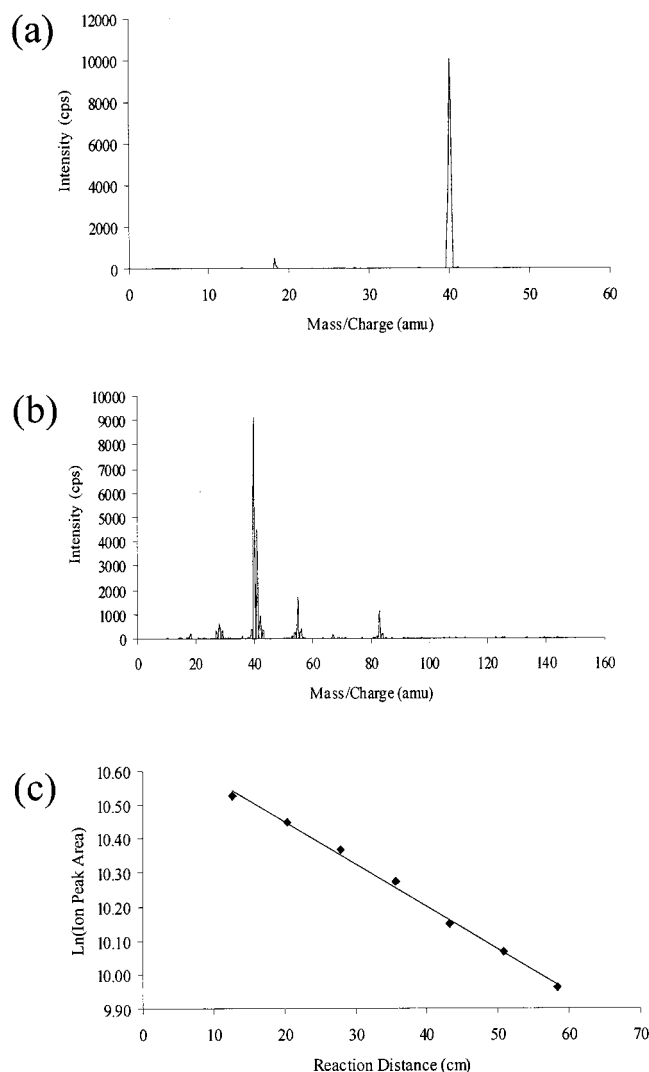 (a)
12000
10000
8000
6000
4000
2000
0
Intensity (cps)
0 10 20 30 40 50 60
Mass/Charge (amu)
(b)
10000
9000
8000
7000
6000
5000
4000
3000
2000
1000
0
Intensity (cps)
0 20 40 60 80 100 120 140 160
Mass/Charge (amu)
(c)
10.60
10.50
10.40
10.30
10.20
10.10
10.00
9.90
Ln(Ion Peak Area)
0 10 20 30 40 50 60 70
Reaction Distance (cm)